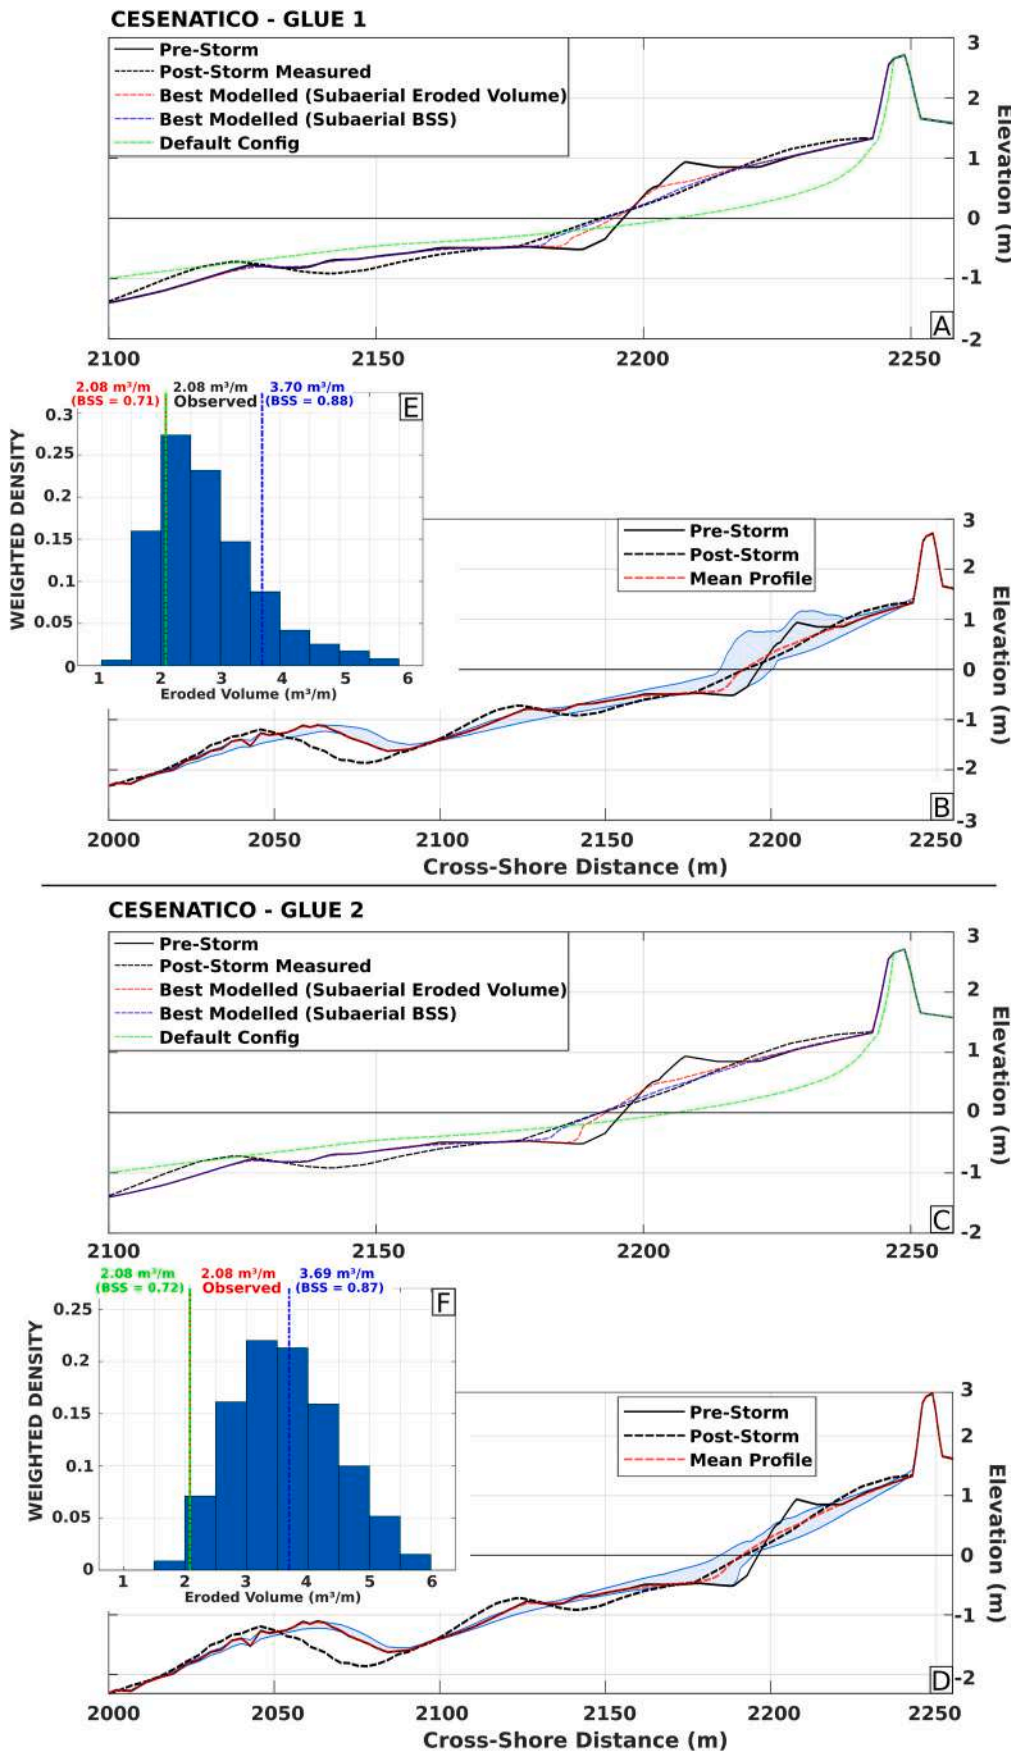 CESENATICO - GLUE 1
Pre-Storm
Post-Storm Measured
Best Modelled (Subaerial Eroded Volume)
Best Modelled (Subaerial BSS)
Default Config
3
2
1
0
-1
-2
Elevation (m)
A
2100 2150 2200 2250
2.08 m³/m 2.08 m³/m 3.70 m³/m
(BSS = 0.71) Observed (BSS = 0.88)
E
0.3
0.25
0.2
0.15
0.1
0.05
0
WEIGHTED DENSITY
1 2 3 4 5 6
Eroded Volume (m³/m)
Pre-Storm
Post-Storm
Mean Profile
3
2
1
0
-1
-2
-3
Elevation (m)
B
2000 2050 2100 2150 2200 2250
Cross-Shore Distance (m)
CESENATICO - GLUE 2
Pre-Storm
Post-Storm Measured
Best Modelled (Subaerial Eroded Volume)
Best Modelled (Subaerial BSS)
Default Config
3
2
1
0
-1
-2
Elevation (m)
C
2100 2150 2200 2250
2.08 m³/m 2.08 m³/m 3.69 m³/m
(BSS = 0.72) Observed (BSS = 0.87)
F
0.25
0.2
0.15
0.1
0.05
0
WEIGHTED DENSITY
1 2 3 4 5 6
Eroded Volume (m³/m)
Pre-Storm
Post-Storm
Mean Profile
3
2
1
0
-1
-2
Elevation (m)
D
2000 2050 2100 2150 2200 2250
Cross-Shore Distance (m)